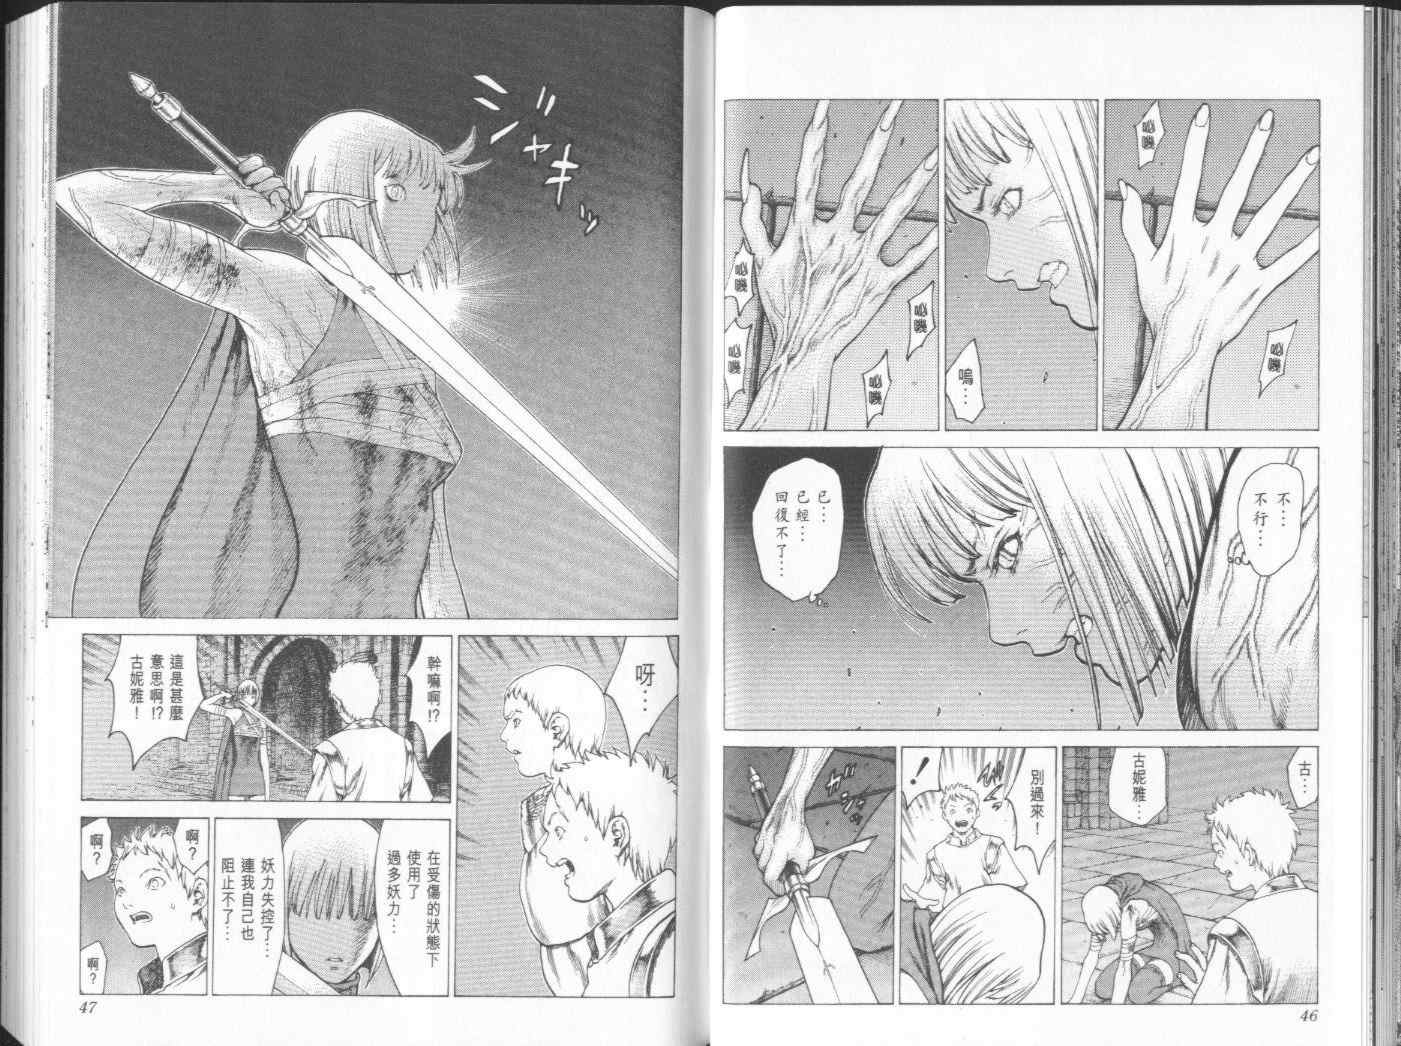 嗚…
不…
不行…
已…
已經…
回復不了…
古…
古妮雅…
別過來！
！
ガシッ
46
ジャキッ
呀…
幹嘛啊!?
這是甚麼
意思啊!?
古妮雅！
在受傷的狀態下
使用了
過多妖力…
妖力失控了…
連我自己也
阻止不了…
啊？
啊？
啊？
47